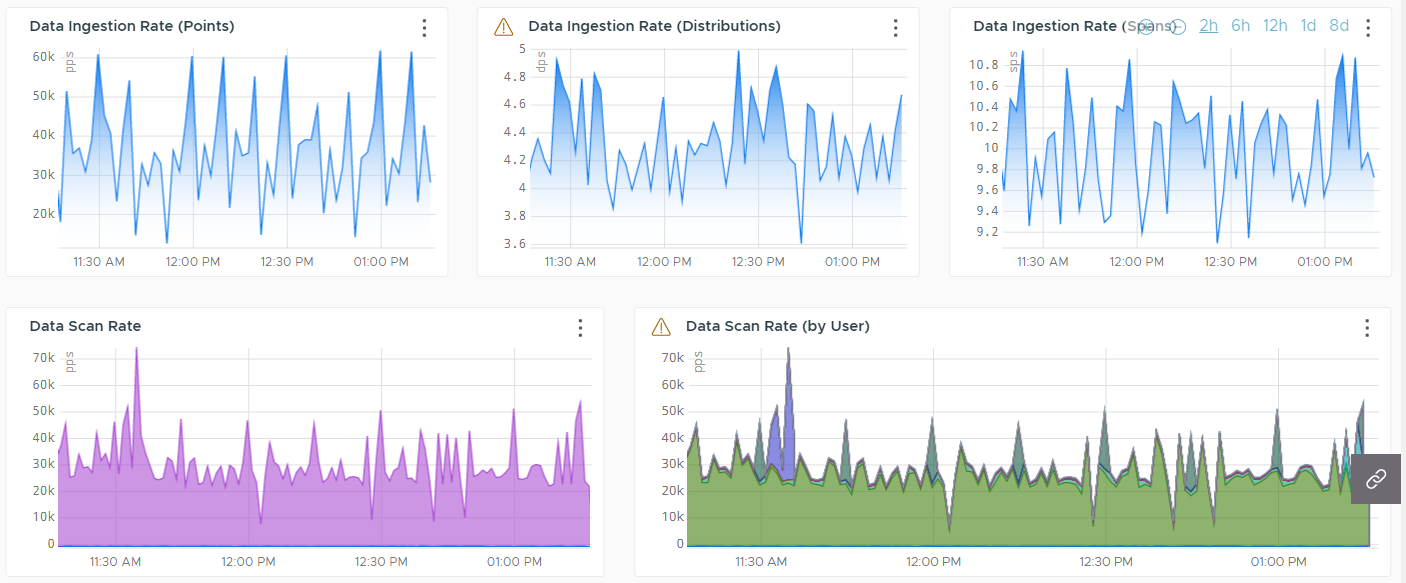 Data Ingestion Rate (Points)
pps
60k
50k
40k
30k
20k
11:30 AM 12:00 PM 12:30 PM 01:00 PM
Data Ingestion Rate (Distributions)
dps
5
4.8
4.6
4.4
4.2
4
3.8
3.6
11:30 AM 12:00 PM 12:30 PM 01:00 PM
Data Ingestion Rate (Spans) 2h 6h 12h 1d 8d
sps
10.8
10.6
10.4
10.2
10
9.8
9.6
9.4
9.2
11:30 AM 12:00 PM 12:30 PM 01:00 PM
Data Scan Rate
pps
70k
60k
50k
40k
30k
20k
10k
0
11:30 AM 12:00 PM 12:30 PM 01:00 PM
Data Scan Rate (by User)
pps
70k
60k
50k
40k
30k
20k
10k
0
11:30 AM 12:00 PM 12:30 PM 01:00 PM